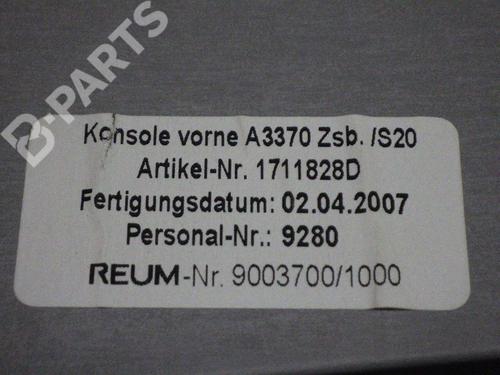 B-PARTS
Konsole vorne A3370 Zsb. /S20
Artikel-Nr. 1711828D
Fertigungsdatum: 02.04.2007
Personal-Nr.: 9280
REUM-Nr. 9003700/1000